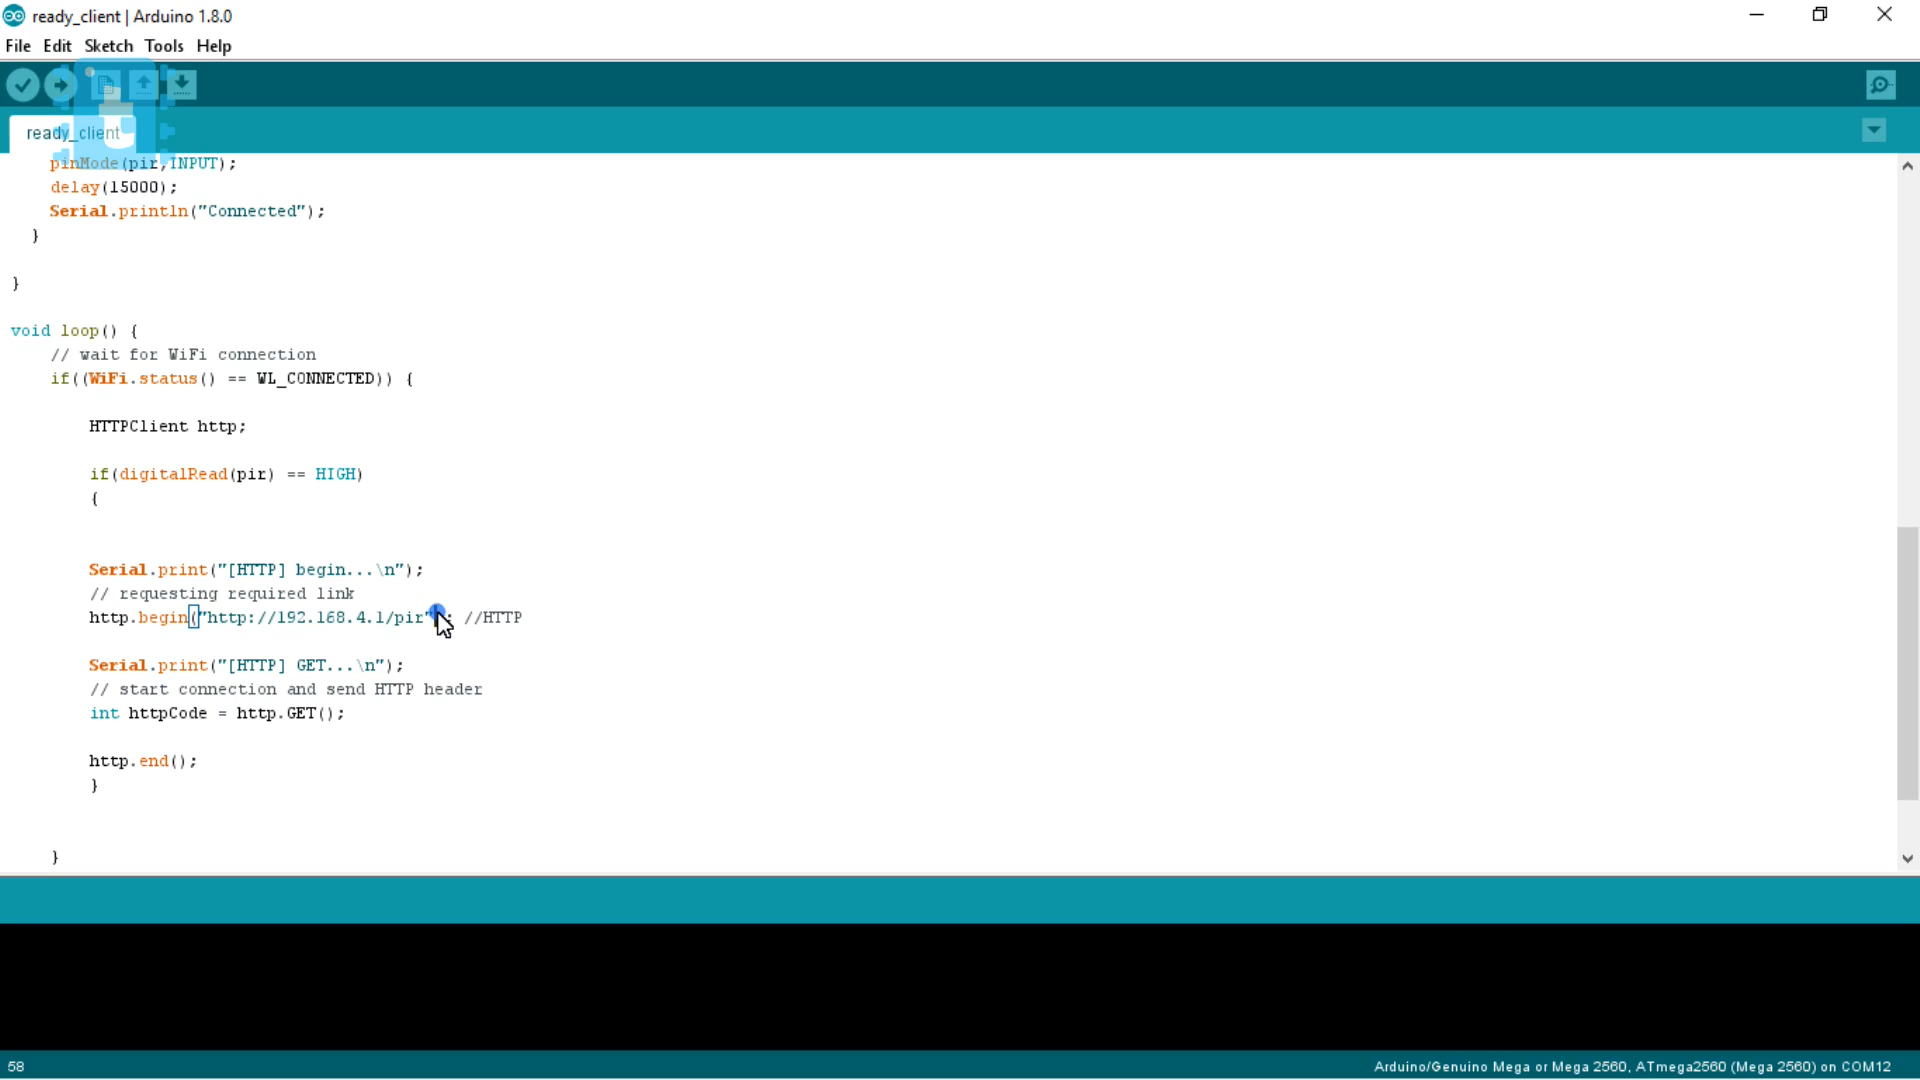 ready_client | Arduino 1.8.0
File Edit Sketch Tools Help
ready_client
pinMode(pir,INPUT);
delay(15000);
Serial.println("Connected");
}
}
void loop() {
// wait for WiFi connection
if((WiFi.status() == WL_CONNECTED)) {
HTTPClient http;
if(digitalRead(pir) == HIGH)
{
Serial.print("[HTTP] begin...\n");
// requesting required link
http.begin("http://192.168.4.1/pir"); //HTTP
Serial.print("[HTTP] GET...\n");
// start connection and send HTTP header
int httpCode = http.GET();
http.end();
}
}
58
Arduino/Genuino Mega or Mega 2560, ATmega2560 (Mega 2560) on COM12